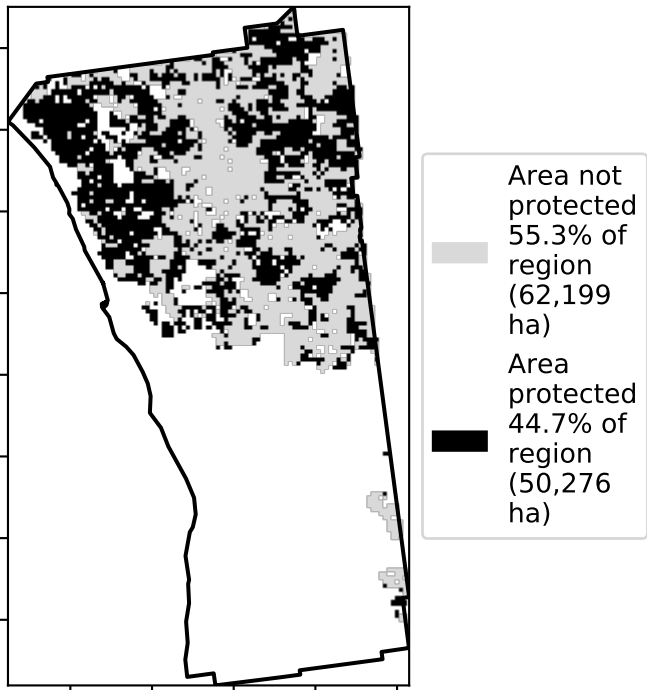 Area not
protected
55.3% of
region
(62,199
ha)
Area
protected
44.7% of
region
(50,276
ha)